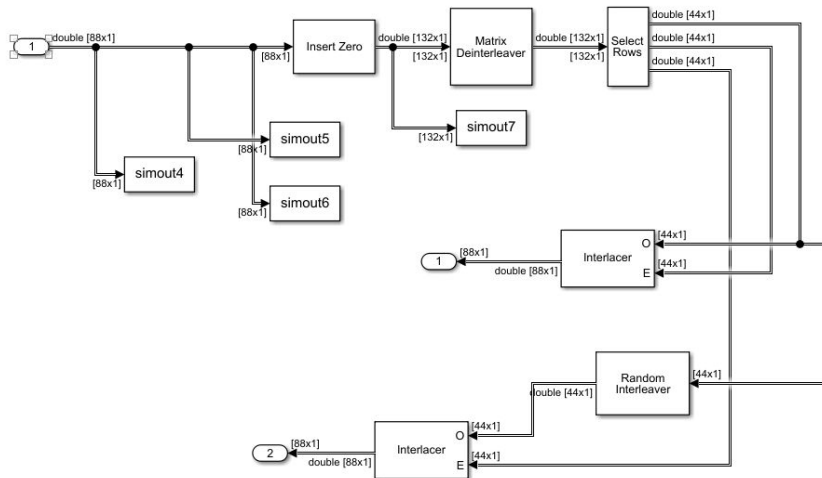 1
double [88x1]
[88x1]
Insert Zero
double [132x1]
[132x1]
Matrix
Deinterleaver
double [132x1]
[132x1]
Select
Rows
double [44x1]
double [44x1]
double [44x1]
[88x1]
simout4
[88x1]
simout5
[88x1]
simout6
[132x1]
simout7
1
[88x1]
double [88x1]
Interlacer
O
E
[44x1]
[44x1]
Random
Interleaver
[44x1]
double [44x1]
2
[88x1]
double [88x1]
Interlacer
O
E
[44x1]
[44x1]